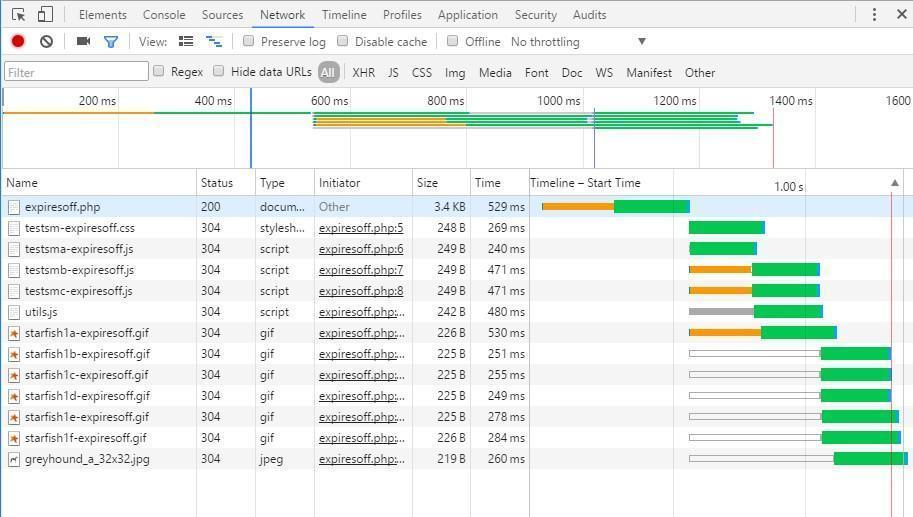 Elements Console Sources Network Timeline Profiles Application Security Audits
View: Preserve log Disable cache Offline No throttling
Filter Regex Hide data URLs All XHR JS CSS Img Media Font Doc WS Manifest Other
200 ms 400 ms 600 ms 800 ms 1000 ms 1200 ms 1400 ms 1600
Name Status Type Initiator Size Time Timeline – Start Time 1.00 s
expiresoff.php 200 docum... Other 3.4 KB 529 ms
testsm-expiresoff.css 304 stylesh... expiresoff.php:5 248 B 269 ms
testsma-expiresoff.js 304 script expiresoff.php:6 249 B 240 ms
testsmb-expiresoff.js 304 script expiresoff.php:7 249 B 471 ms
testsmc-expiresoff.js 304 script expiresoff.php:8 249 B 471 ms
utils.js 304 script expiresoff.php:... 242 B 480 ms
starfish1a-expiresoff.gif 304 gif expiresoff.php:... 226 B 530 ms
starfish1b-expiresoff.gif 304 gif expiresoff.php:... 225 B 251 ms
starfish1c-expiresoff.gif 304 gif expiresoff.php:... 225 B 255 ms
starfish1d-expiresoff.gif 304 gif expiresoff.php:... 225 B 249 ms
starfish1e-expiresoff.gif 304 gif expiresoff.php:... 225 B 278 ms
starfish1f-expiresoff.gif 304 gif expiresoff.php:... 226 B 284 ms
greyhound_a_32x32.jpg 304 jpeg expiresoff.php:... 219 B 260 ms